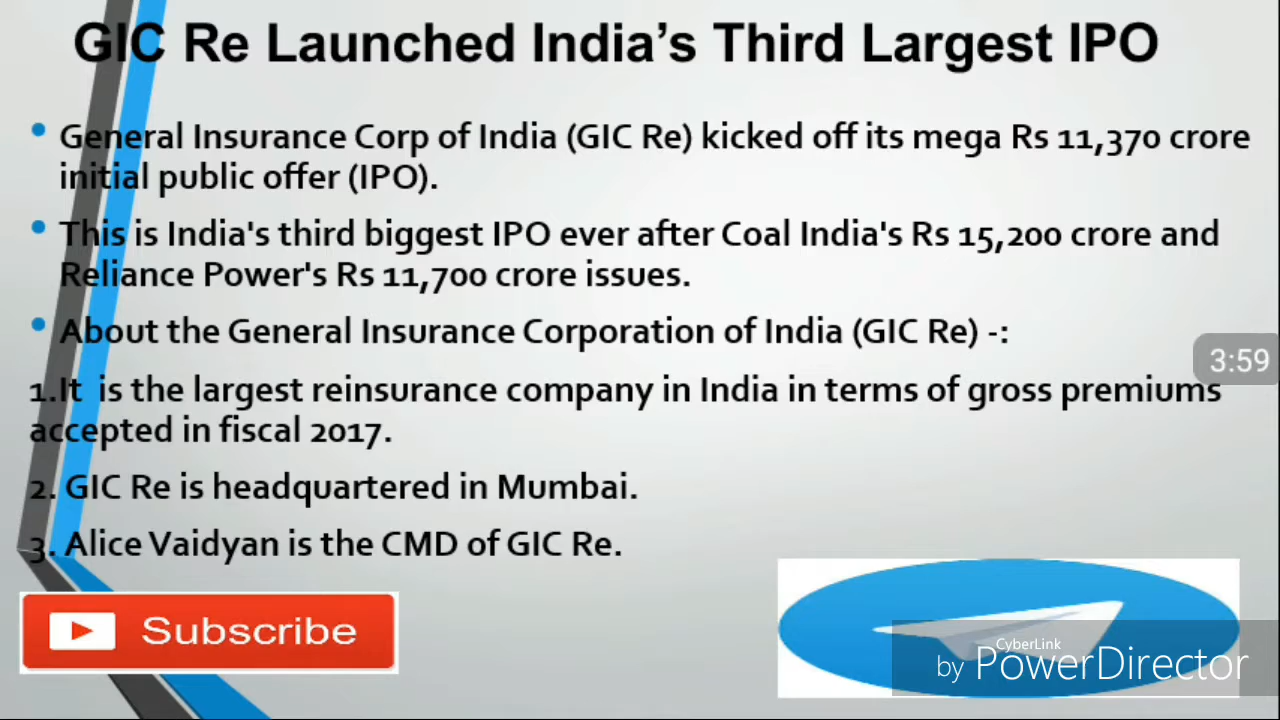 GIC Re Launched India's Third Largest IPO
• General Insurance Corp of India (GIC Re) kicked off its mega Rs 11,370 crore
initial public offer (IPO).
• This is India's third biggest IPO ever after Coal India's Rs 15,200 crore and
Reliance Power's Rs 11,700 crore issues.
• About the General Insurance Corporation of India (GIC Re) -:
3:59
1.It is the largest reinsurance company in India in terms of gross premiums
accepted in fiscal 2017.
2. GIC Re is headquartered in Mumbai.
3. Alice Vaidyan is the CMD of GIC Re.
Subscribe
CyberLink
by PowerDirector